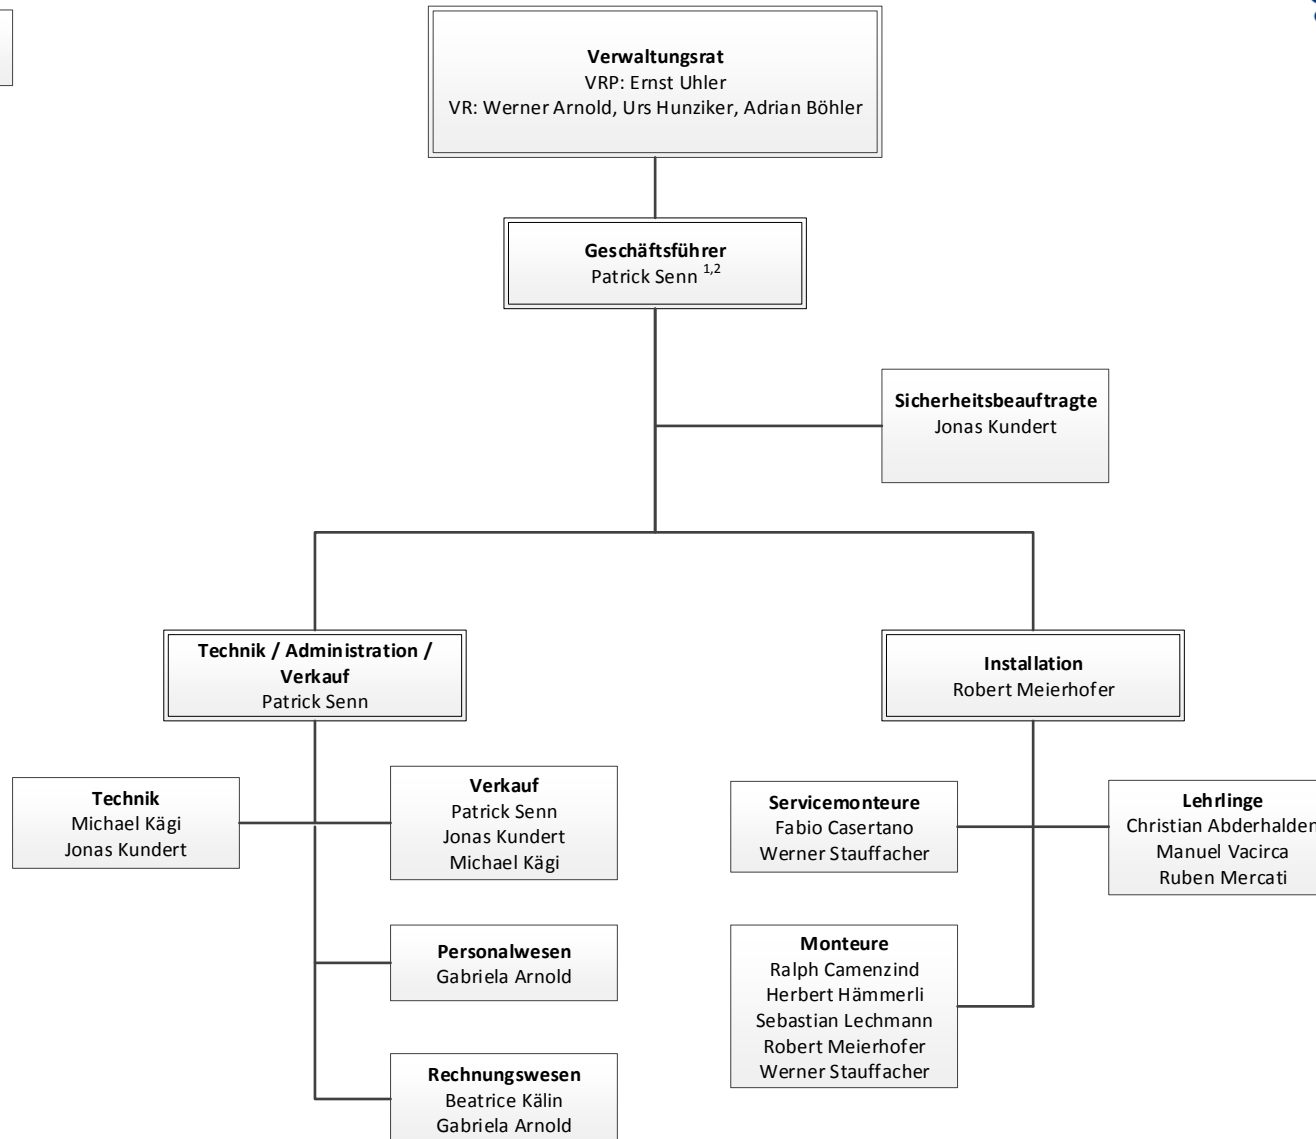 Verwaltungsrat
VRP: Ernst Uhler
VR: Werner Arnold, Urs Hunziker, Adrian Böhler
Geschäftsführer
Patrick Senn 1,2
Sicherheitsbeauftragte
Jonas Kundert
Technik / Administration /
Verkauf
Patrick Senn
Installation
Robert Meierhofer
Technik
Michael Kägi
Jonas Kundert
Verkauf
Patrick Senn
Jonas Kundert
Michael Kägi
Servicemonteure
Fabio Casertano
Werner Stauffacher
Lehrlinge
Christian Abderhalden
Manuel Vacirca
Ruben Mercati
Personalwesen
Gabriela Arnold
Monteure
Ralph Camenzind
Herbert Hämmerli
Sebastian Lechmann
Robert Meierhofer
Werner Stauffacher
Rechnungswesen
Beatrice Kälin
Gabriela Arnold